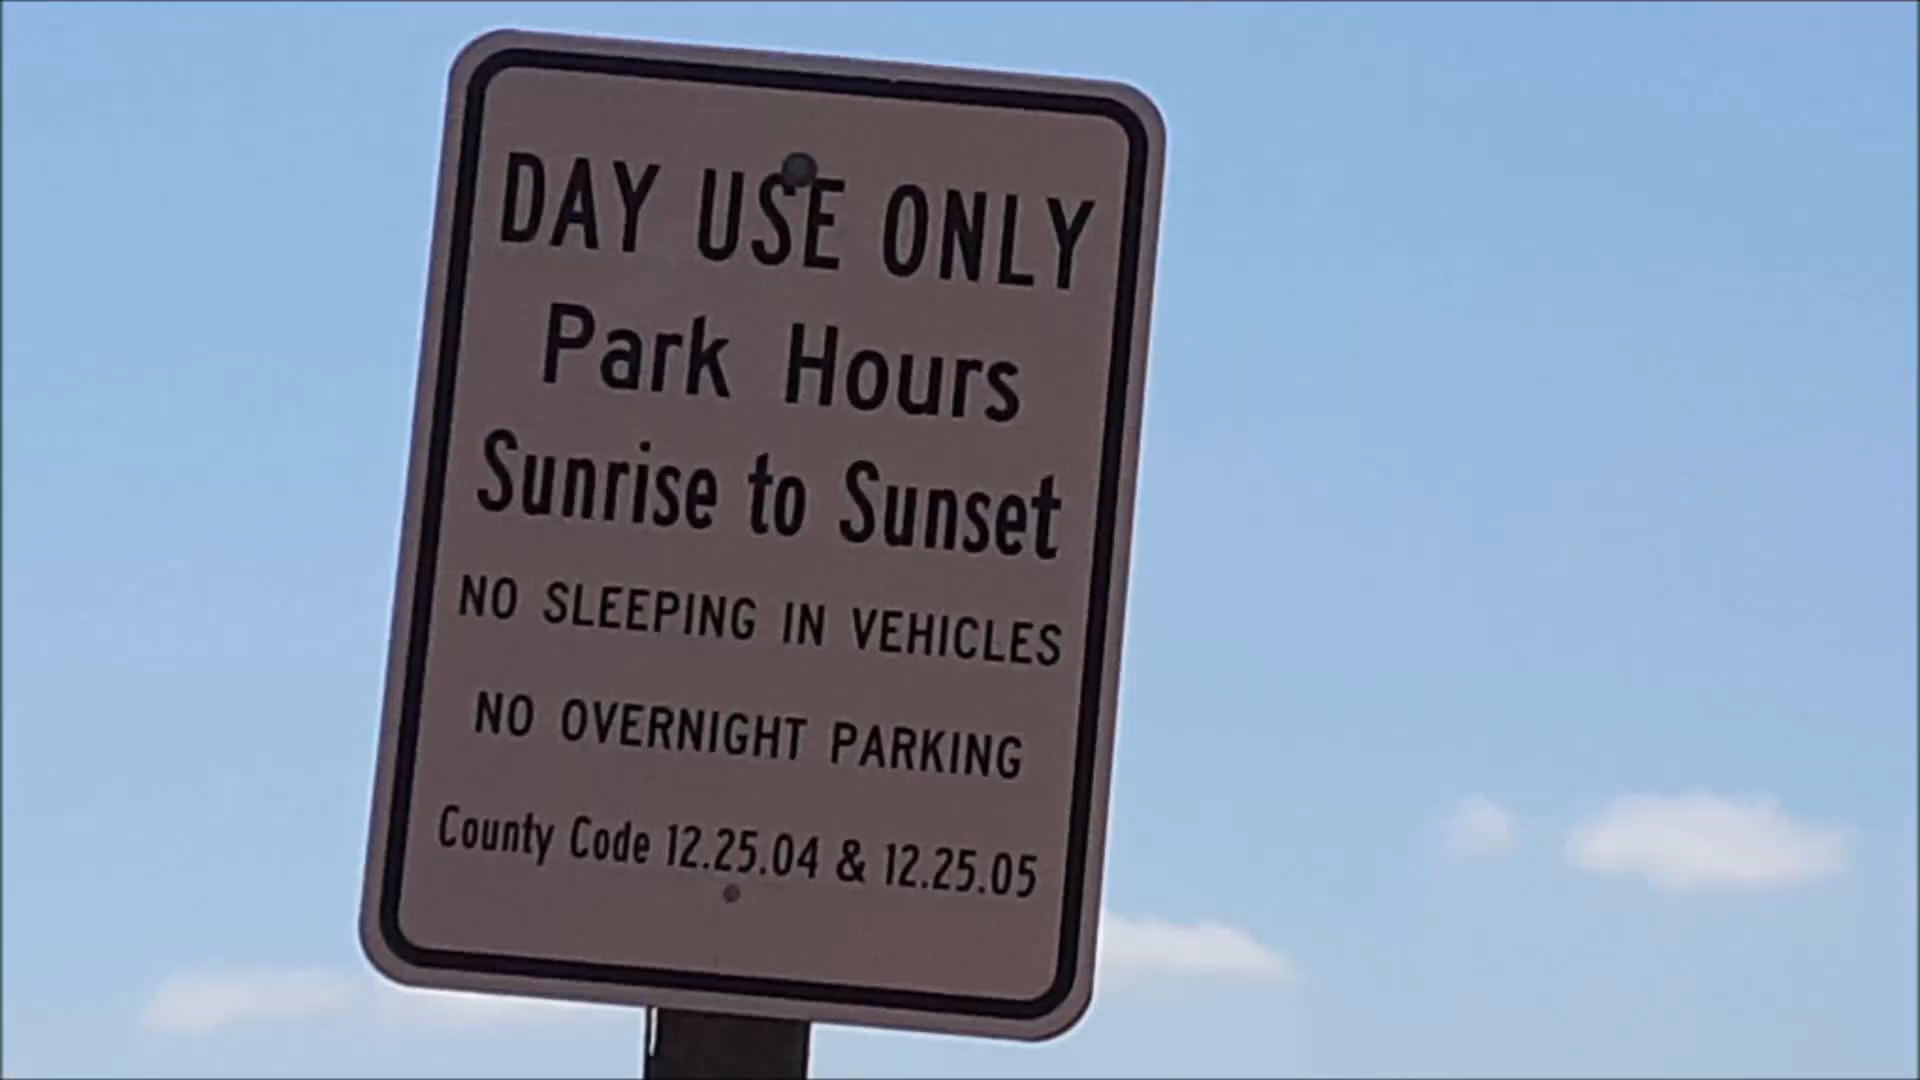 DAY USE ONLY
Park Hours
Sunrise to Sunset
NO SLEEPING IN VEHICLES
NO OVERNIGHT PARKING
County Code 12.25.04 & 12.25.05